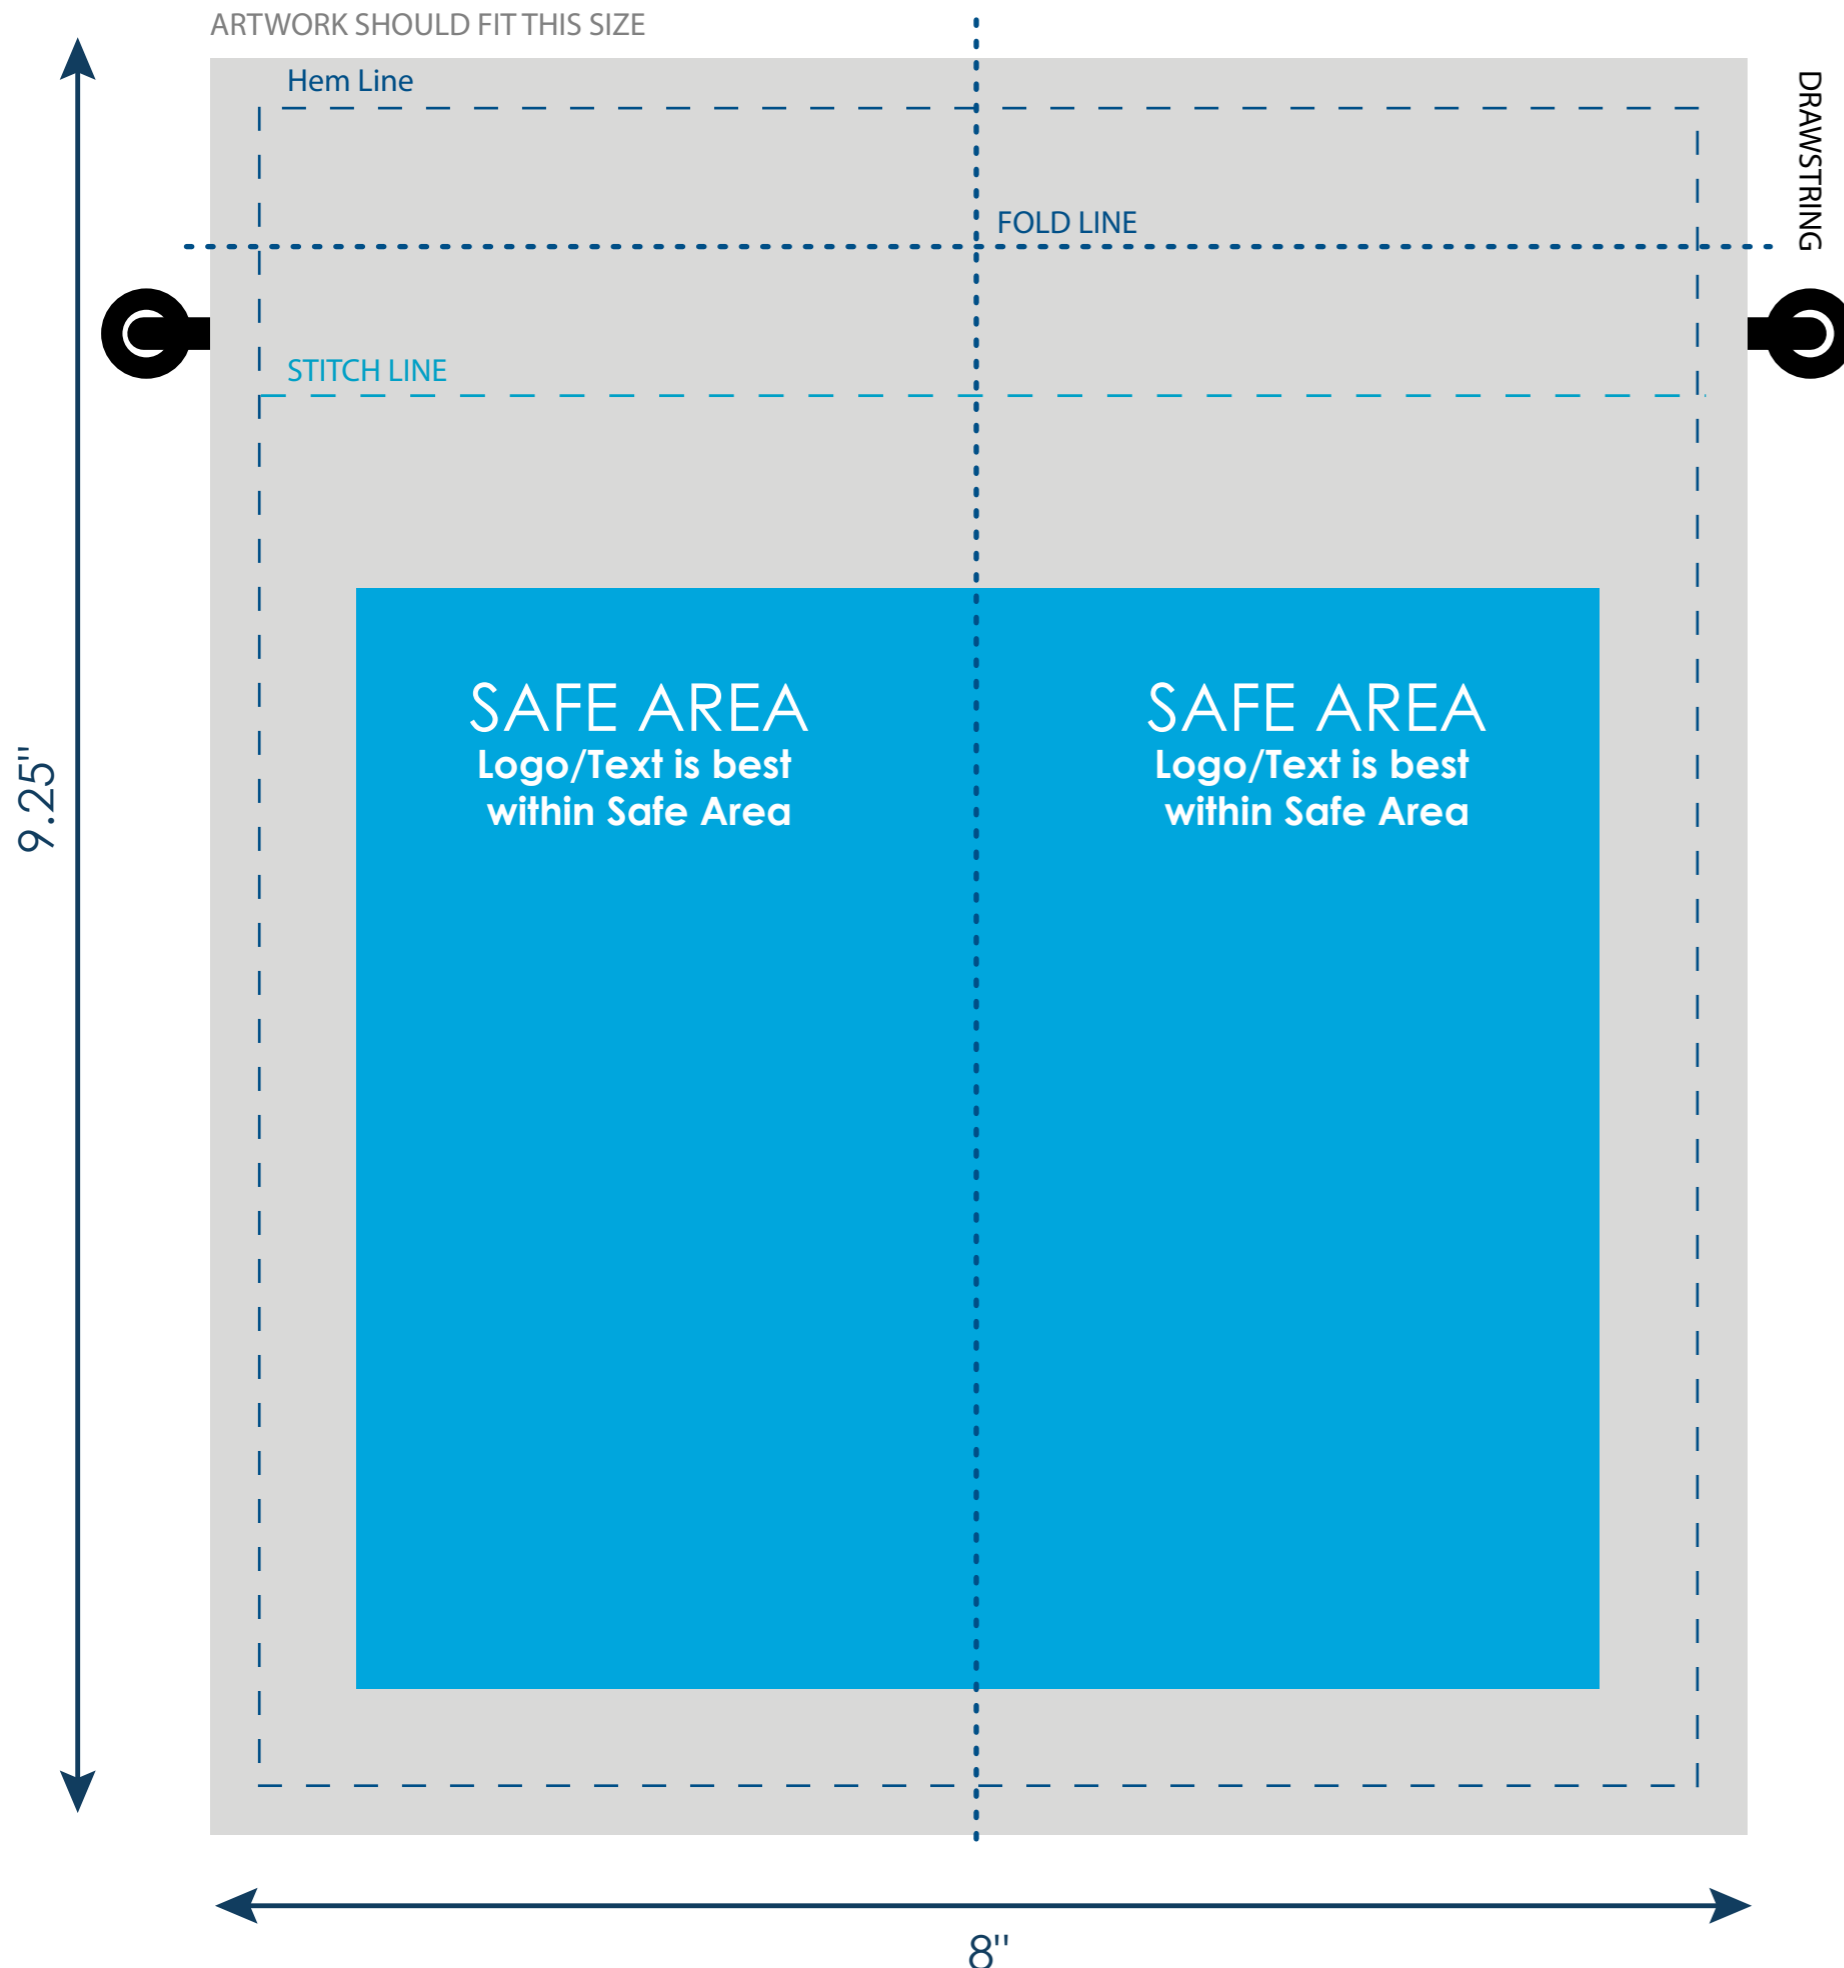 ARTWORK SHOULD FIT THIS SIZE
Hem Line
DRAWSTRING
FOLD LINE
STITCH LINE
SAFE AREA
Logo/Text is best
within Safe Area
SAFE AREA
Logo/Text is best
within Safe Area
9.25"
8"